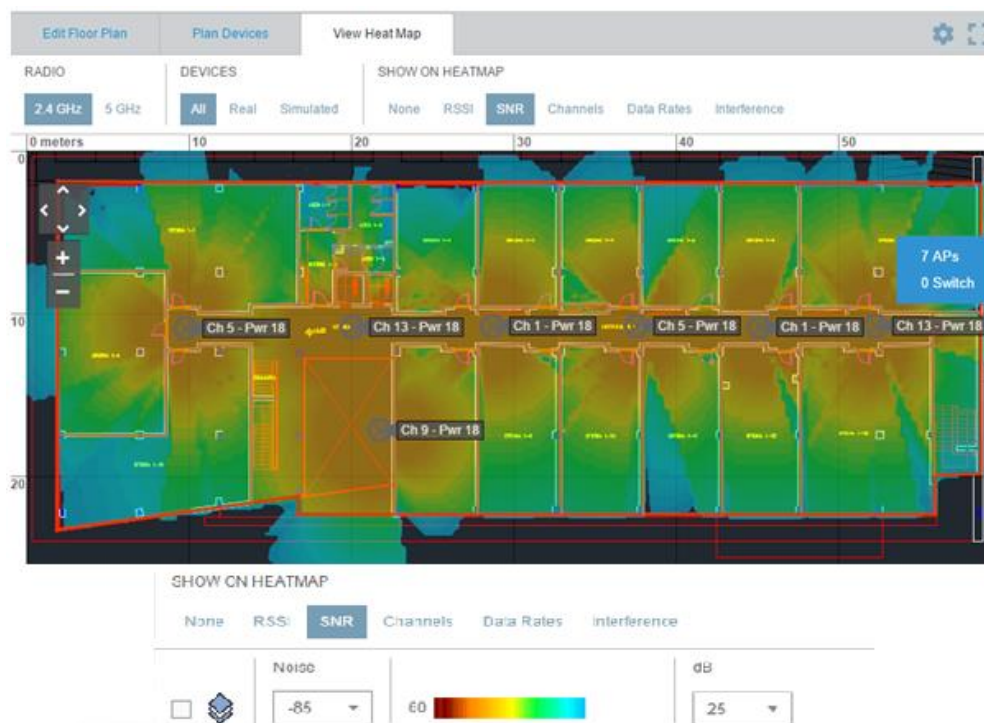 Edit Floor Plan Plan Devices View Heat Map
RADIO DEVICES SHOW ON HEATMAP
2.4 GHz 5 GHz All Real Simulated None RSSI SNR Channels Data Rates Interference
0 meters 10 20 30 40 50
0
+
7 APs
−
0 Switch
10
Ch 5 - Pwr 18 Ch 13 - Pwr 18 Ch 1 - Pwr 18 Ch 5 - Pwr 18 Ch 1 - Pwr 18 Ch 13 - Pwr 18
Ch 9 - Pwr 18
20
SHOW ON HEATMAP
None RSSI SNR Channels Data Rates Interference
Noise dB
-85 60 25